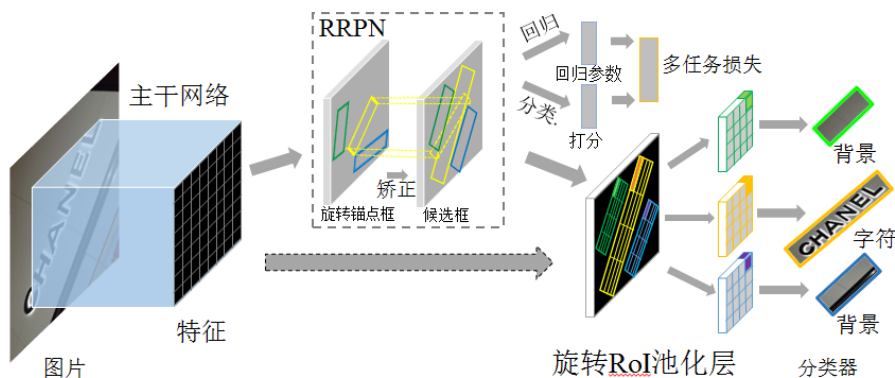 RRPN
主干网络
回归
分类.
回归参数
打分
多任务损失
矫正
旋转锚点框
候选框
背景
CHANEL
字符
背景
CHANEL
特征
图片
旋转RoI池化层
分类器